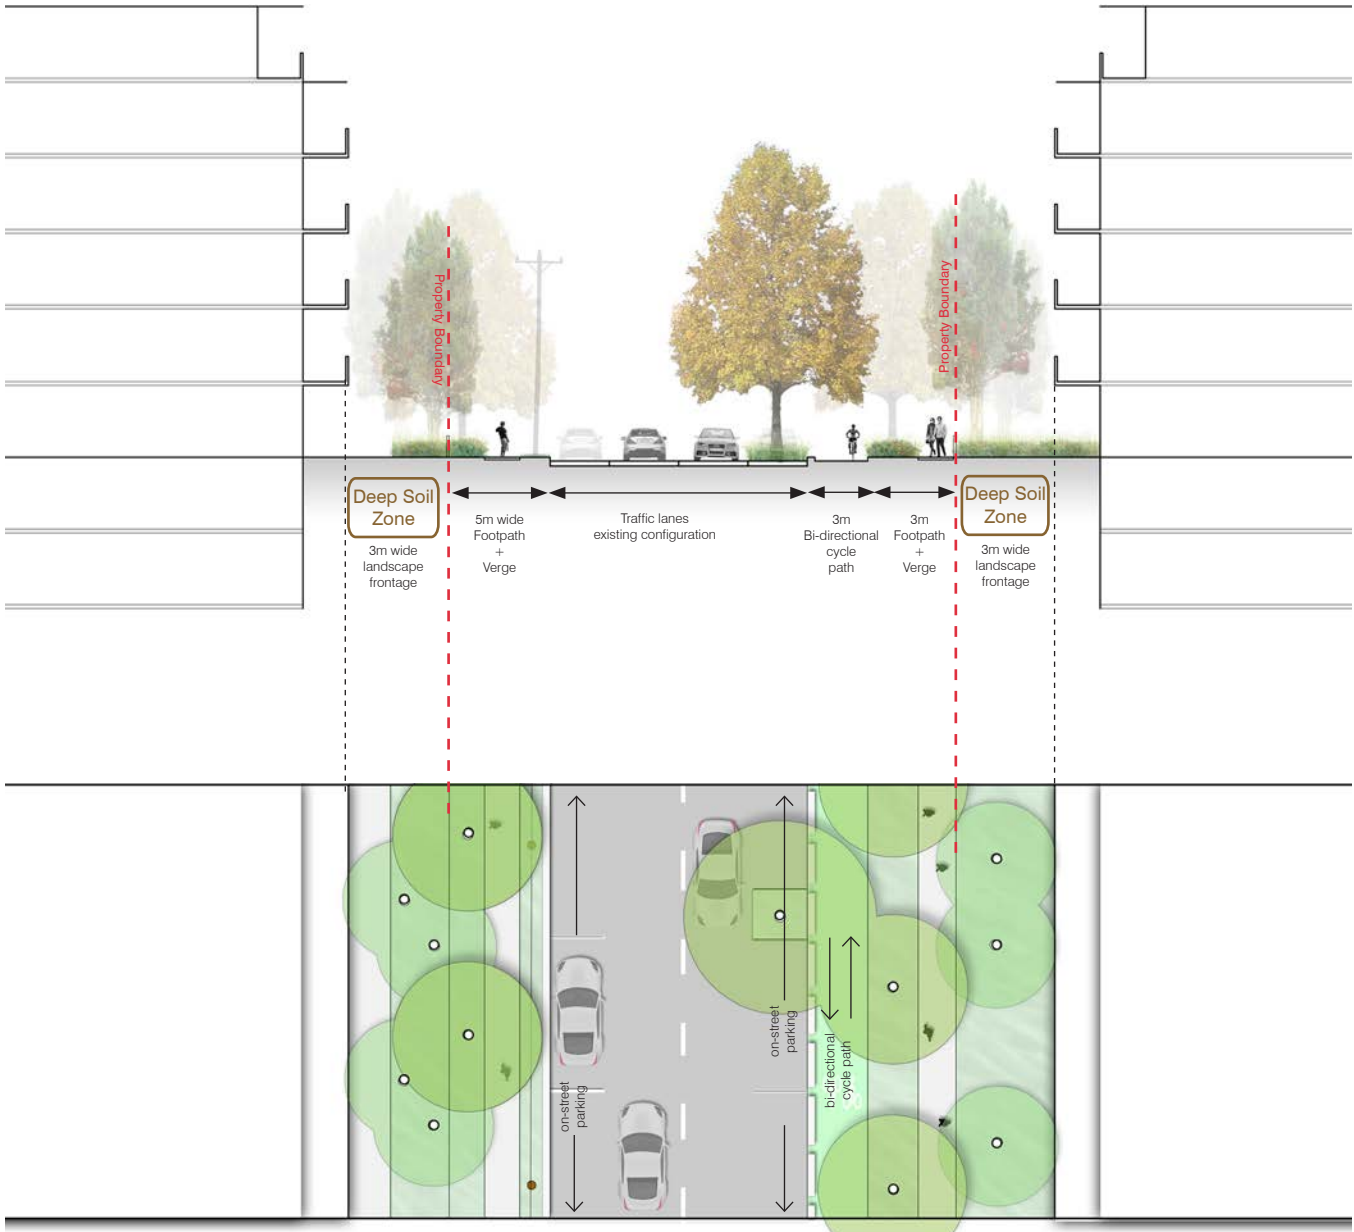 Property Boundary
Property Boundary
Deep Soil
Zone
3m wide
landscape
frontage
5m wide
Footpath
+
Verge
Traffic lanes
existing configuration
3m
Bi-directional
cycle
path
3m
Footpath
+
Verge
Deep Soil
Zone
3m wide
landscape
frontage
on-street
parking
on-street
parking
bi-directional
cycle path